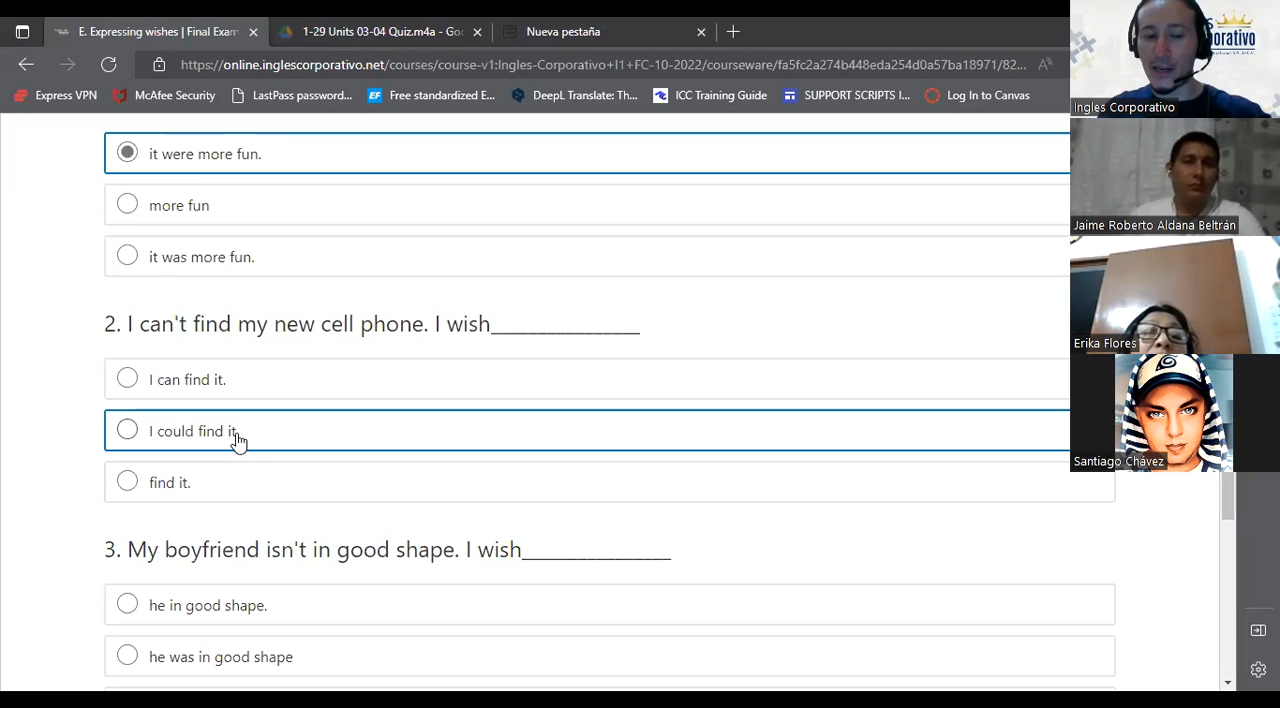 E. Expressing wishes | Final Exam
1-29 Units 03-04 Quiz.m4a - Goo
Nueva pestaña
https://online.inglescorporativo.net/courses/course-v1:Ingles-Corporativo+I1+FC-10-2022/courseware/fa5fc2c274b448eda254d0a57ba18971/82...
Express VPN
McAfee Security
LastPass password...
Free standardized E...
DeepL Translate: Th...
ICC Training Guide
SUPPORT SCRIPTS I...
Log In to Canvas
it were more fun.
more fun
it was more fun.
2. I can't find my new cell phone. I wish________________
I can find it.
I could find it.
find it.
3. My boyfriend isn't in good shape. I wish________________
he in good shape.
he was in good shape
Ingles Corporativo
Jaime Roberto Aldana Beltrán
Erika Flores
Santiago Chávez